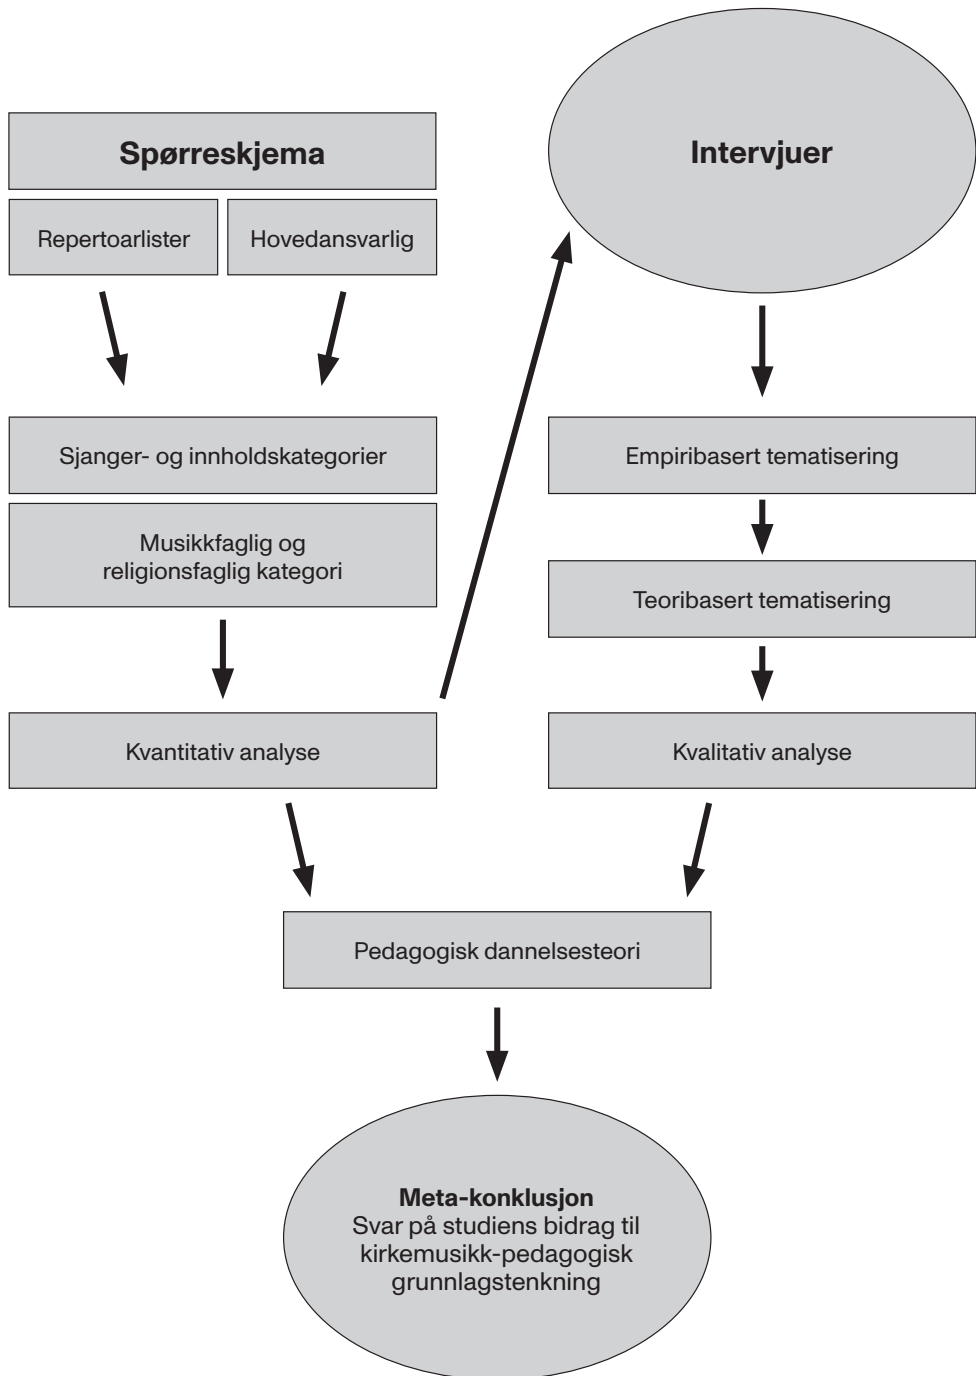 Spørreskjema
Repertoarlister
Hovedansvarlig
Sjanger- og innholdskategorier
Musikkfaglig og
religionsfaglig kategori
Kvantitativ analyse
Intervjuer
Empiribasert tematisering
Teoribasert tematisering
Kvalitativ analyse
Pedagogisk dannelsesteori
Meta-konklusjon
Svar på studiens bidrag til
kirkemusikk-pedagogisk
grunnlagstenkning